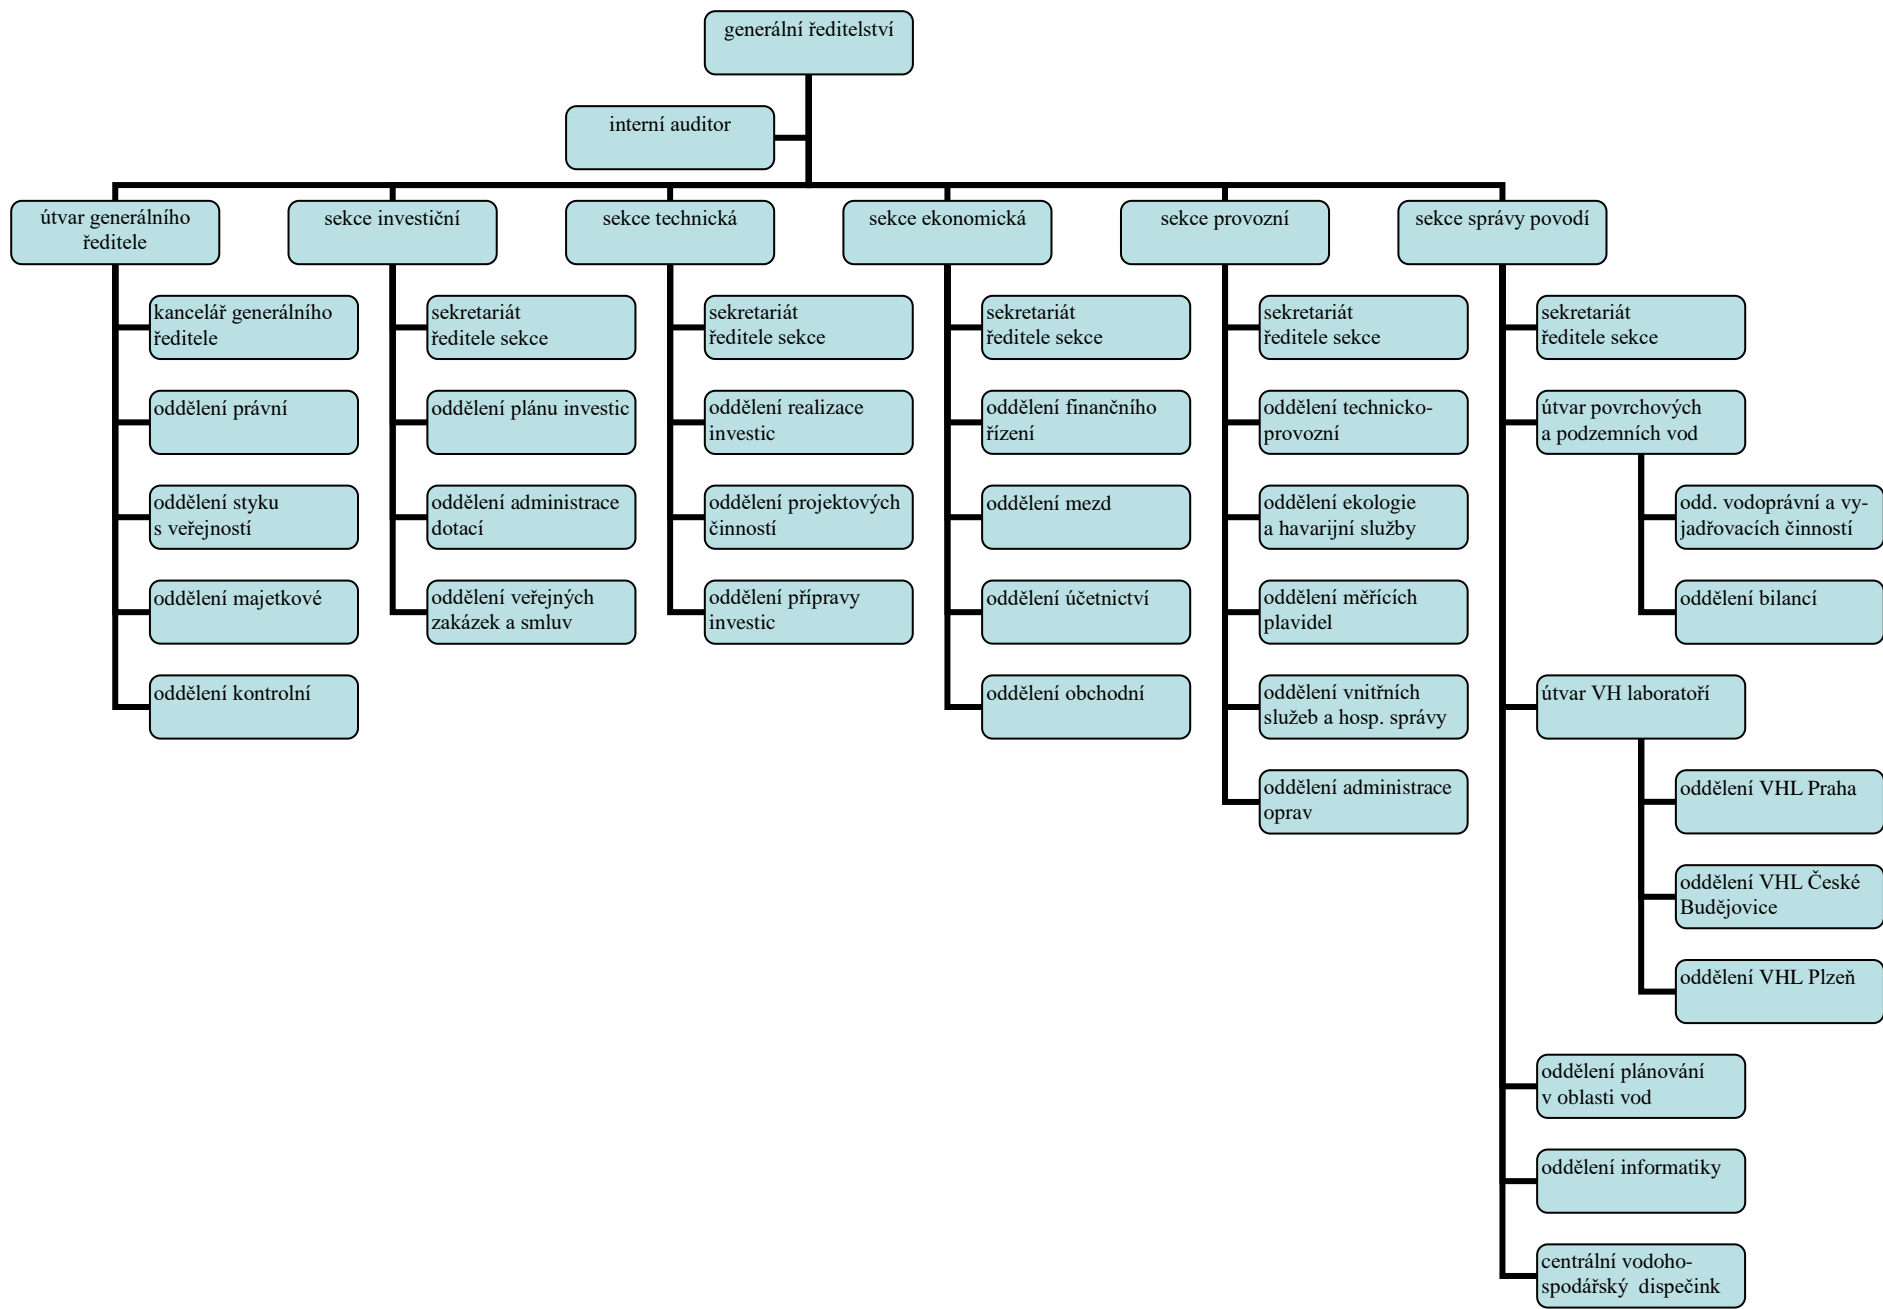 generální ředitelství
interní auditor
útvar generálního
ředitele
kancelář generálního
ředitele
oddělení právní
oddělení styku
s veřejností
oddělení majetkové
oddělení kontrolní
sekce investiční
sekretariát
ředitele sekce
oddělení plánu investic
oddělení administrace
dotací
oddělení veřejných
zakázek a smluv
sekce technická
sekretariát
ředitele sekce
oddělení realizace
investic
oddělení projektových
činností
oddělení přípravy
investic
sekce ekonomická
sekretariát
ředitele sekce
oddělení finančního
řízení
oddělení mezd
oddělení účetnictví
oddělení obchodní
sekce provozní
sekretariát
ředitele sekce
oddělení technicko-
provozní
oddělení ekologie
a havarijní služby
oddělení měřících
plavidel
oddělení vnitřních
služeb a hosp. správy
oddělení administrace
oprav
sekce správy povodí
sekretariát
ředitele sekce
útvar povrchových
a podzemních vod
odd. vodoprávní a vy-
jadřovacích činností
oddělení bilancí
útvar VH laboratoří
oddělení VHL Praha
oddělení VHL České
Budějovice
oddělení VHL Plzeň
oddělení plánování
v oblasti vod
oddělení informatiky
centrální vodoho-
spodářský dispečink